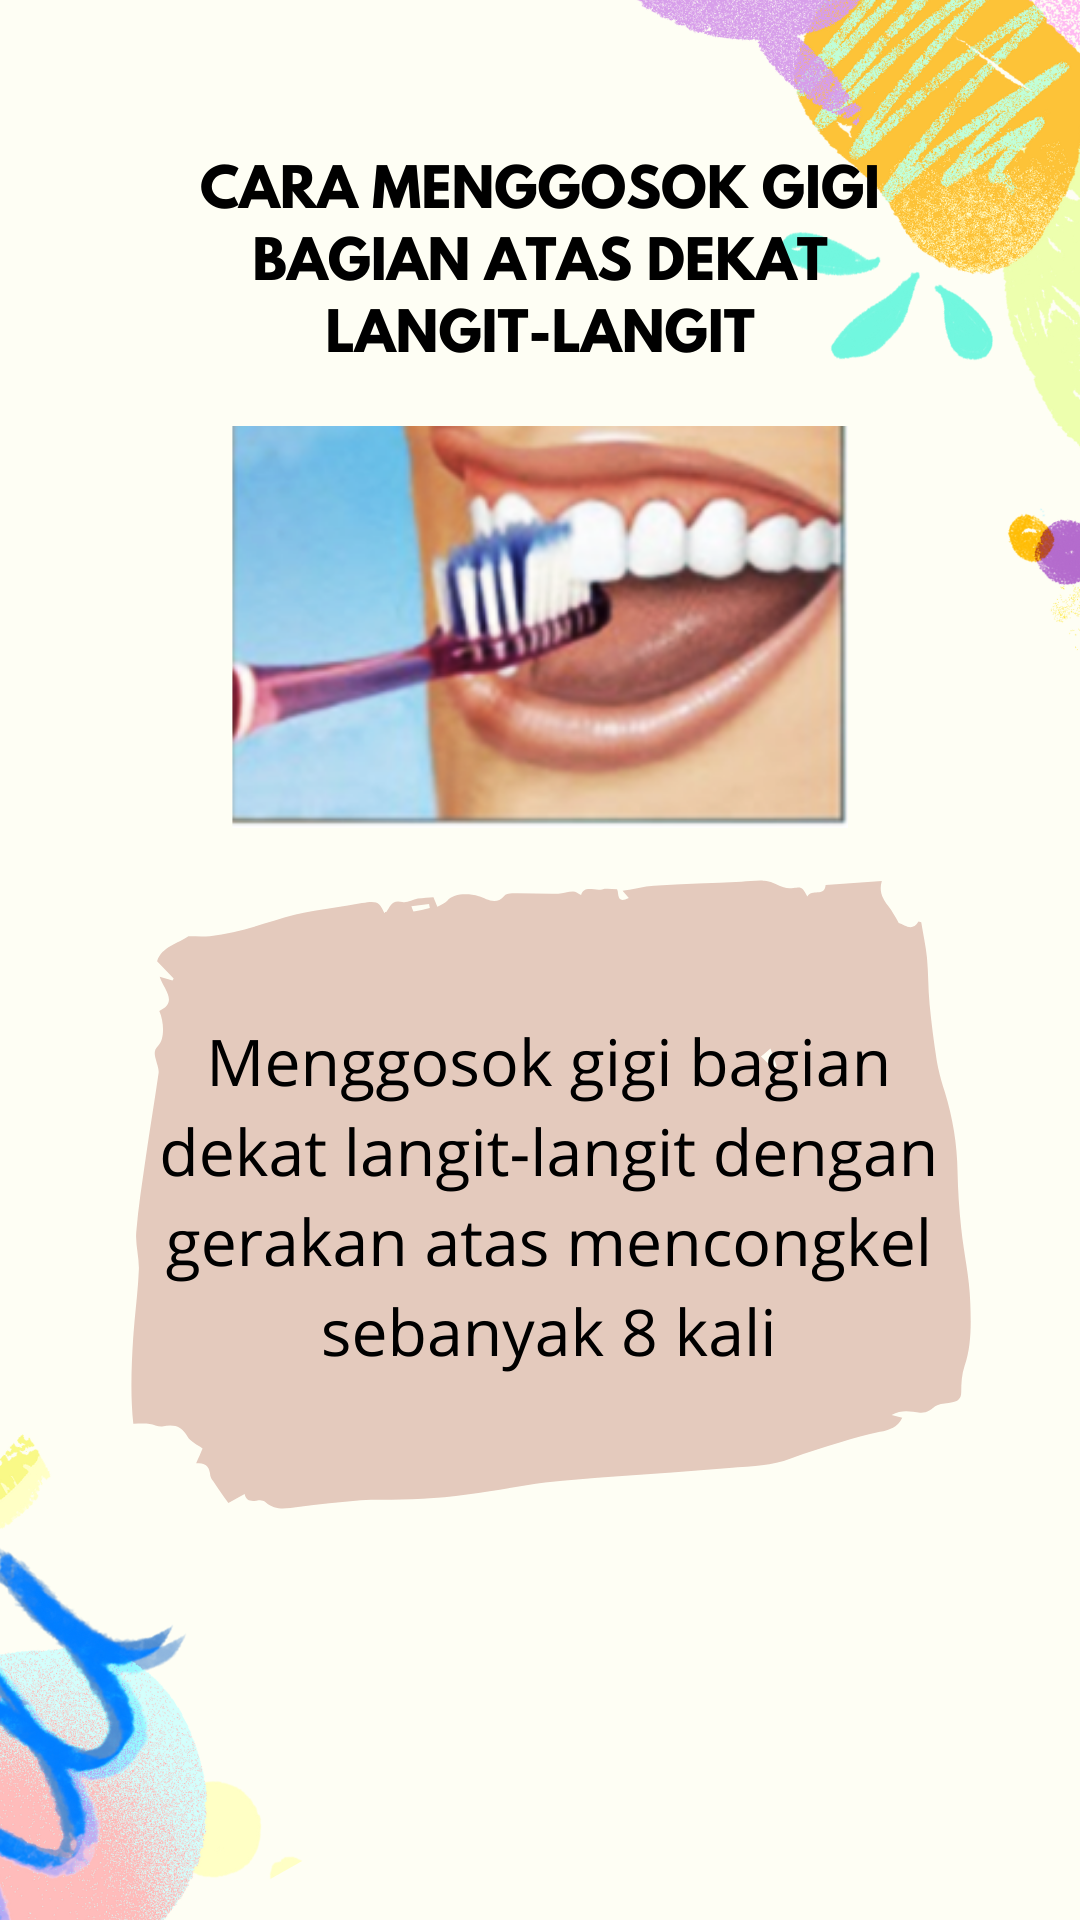 CARA MENGGOSOK GIGI
BAGIAN ATAS DEKAT
LANGIT-LANGIT
Menggosok gigi bagian
dekat langit-langit dengan
gerakan atas mencongkel
sebanyak 8 kali